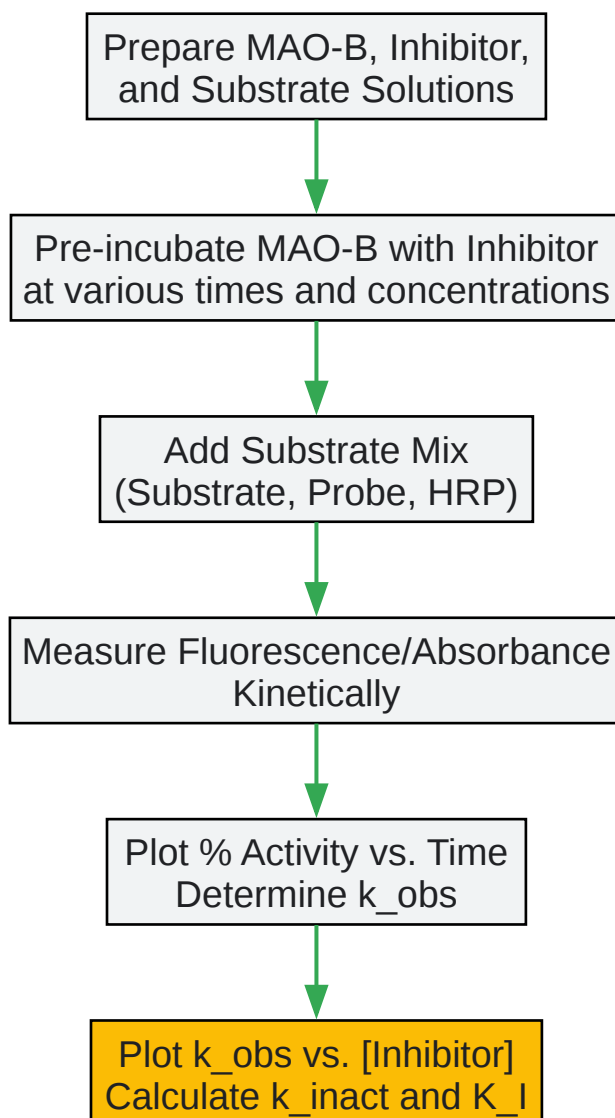 Prepare MAO-B, Inhibitor,
and Substrate Solutions
Pre-incubate MAO-B with Inhibitor
at various times and concentrations
Add Substrate Mix
(Substrate, Probe, HRP)
Measure Fluorescence/Absorbance
Kinetically
Plot % Activity vs. Time
Determine k_obs
Plot k_obs vs. [Inhibitor]
Calculate k_inact and K_I